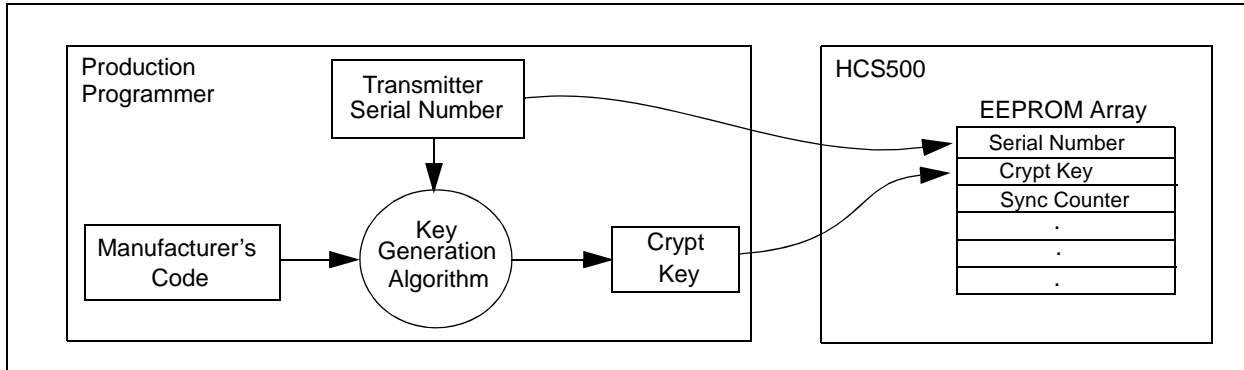 Production
Programmer
Transmitter
Serial Number
Manufacturer's
Code
Key
Generation
Algorithm
Crypt
Key
HCS500
EEPROM Array
Serial Number
Crypt Key
Sync Counter
.
.
.